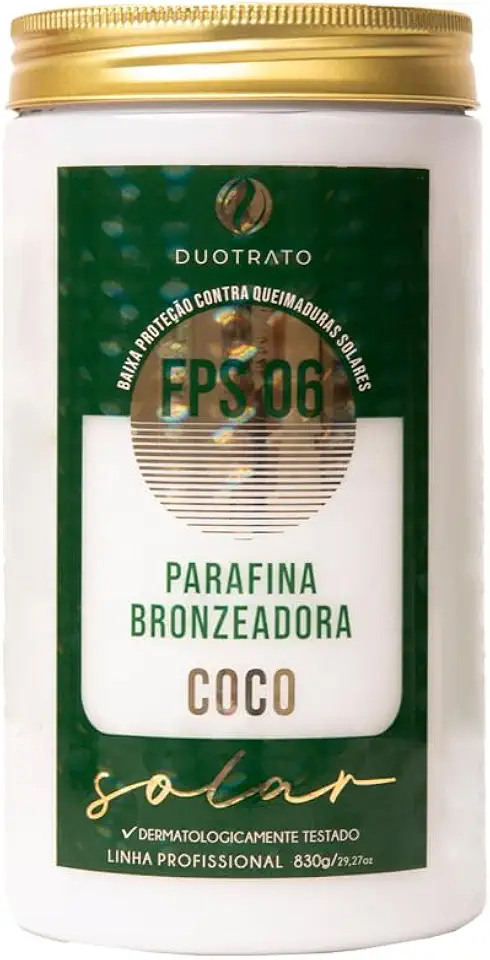 DUOTRATO
BAIXA PROTEÇÃO CONTRA QUEIMADURAS SOLARES
FPS 06
PARAFINA
BRONZEADORA
COCO
solar
✓ DERMATOLOGICAMENTE TESTADO
LINHA PROFISSIONAL 830g/29,27oz